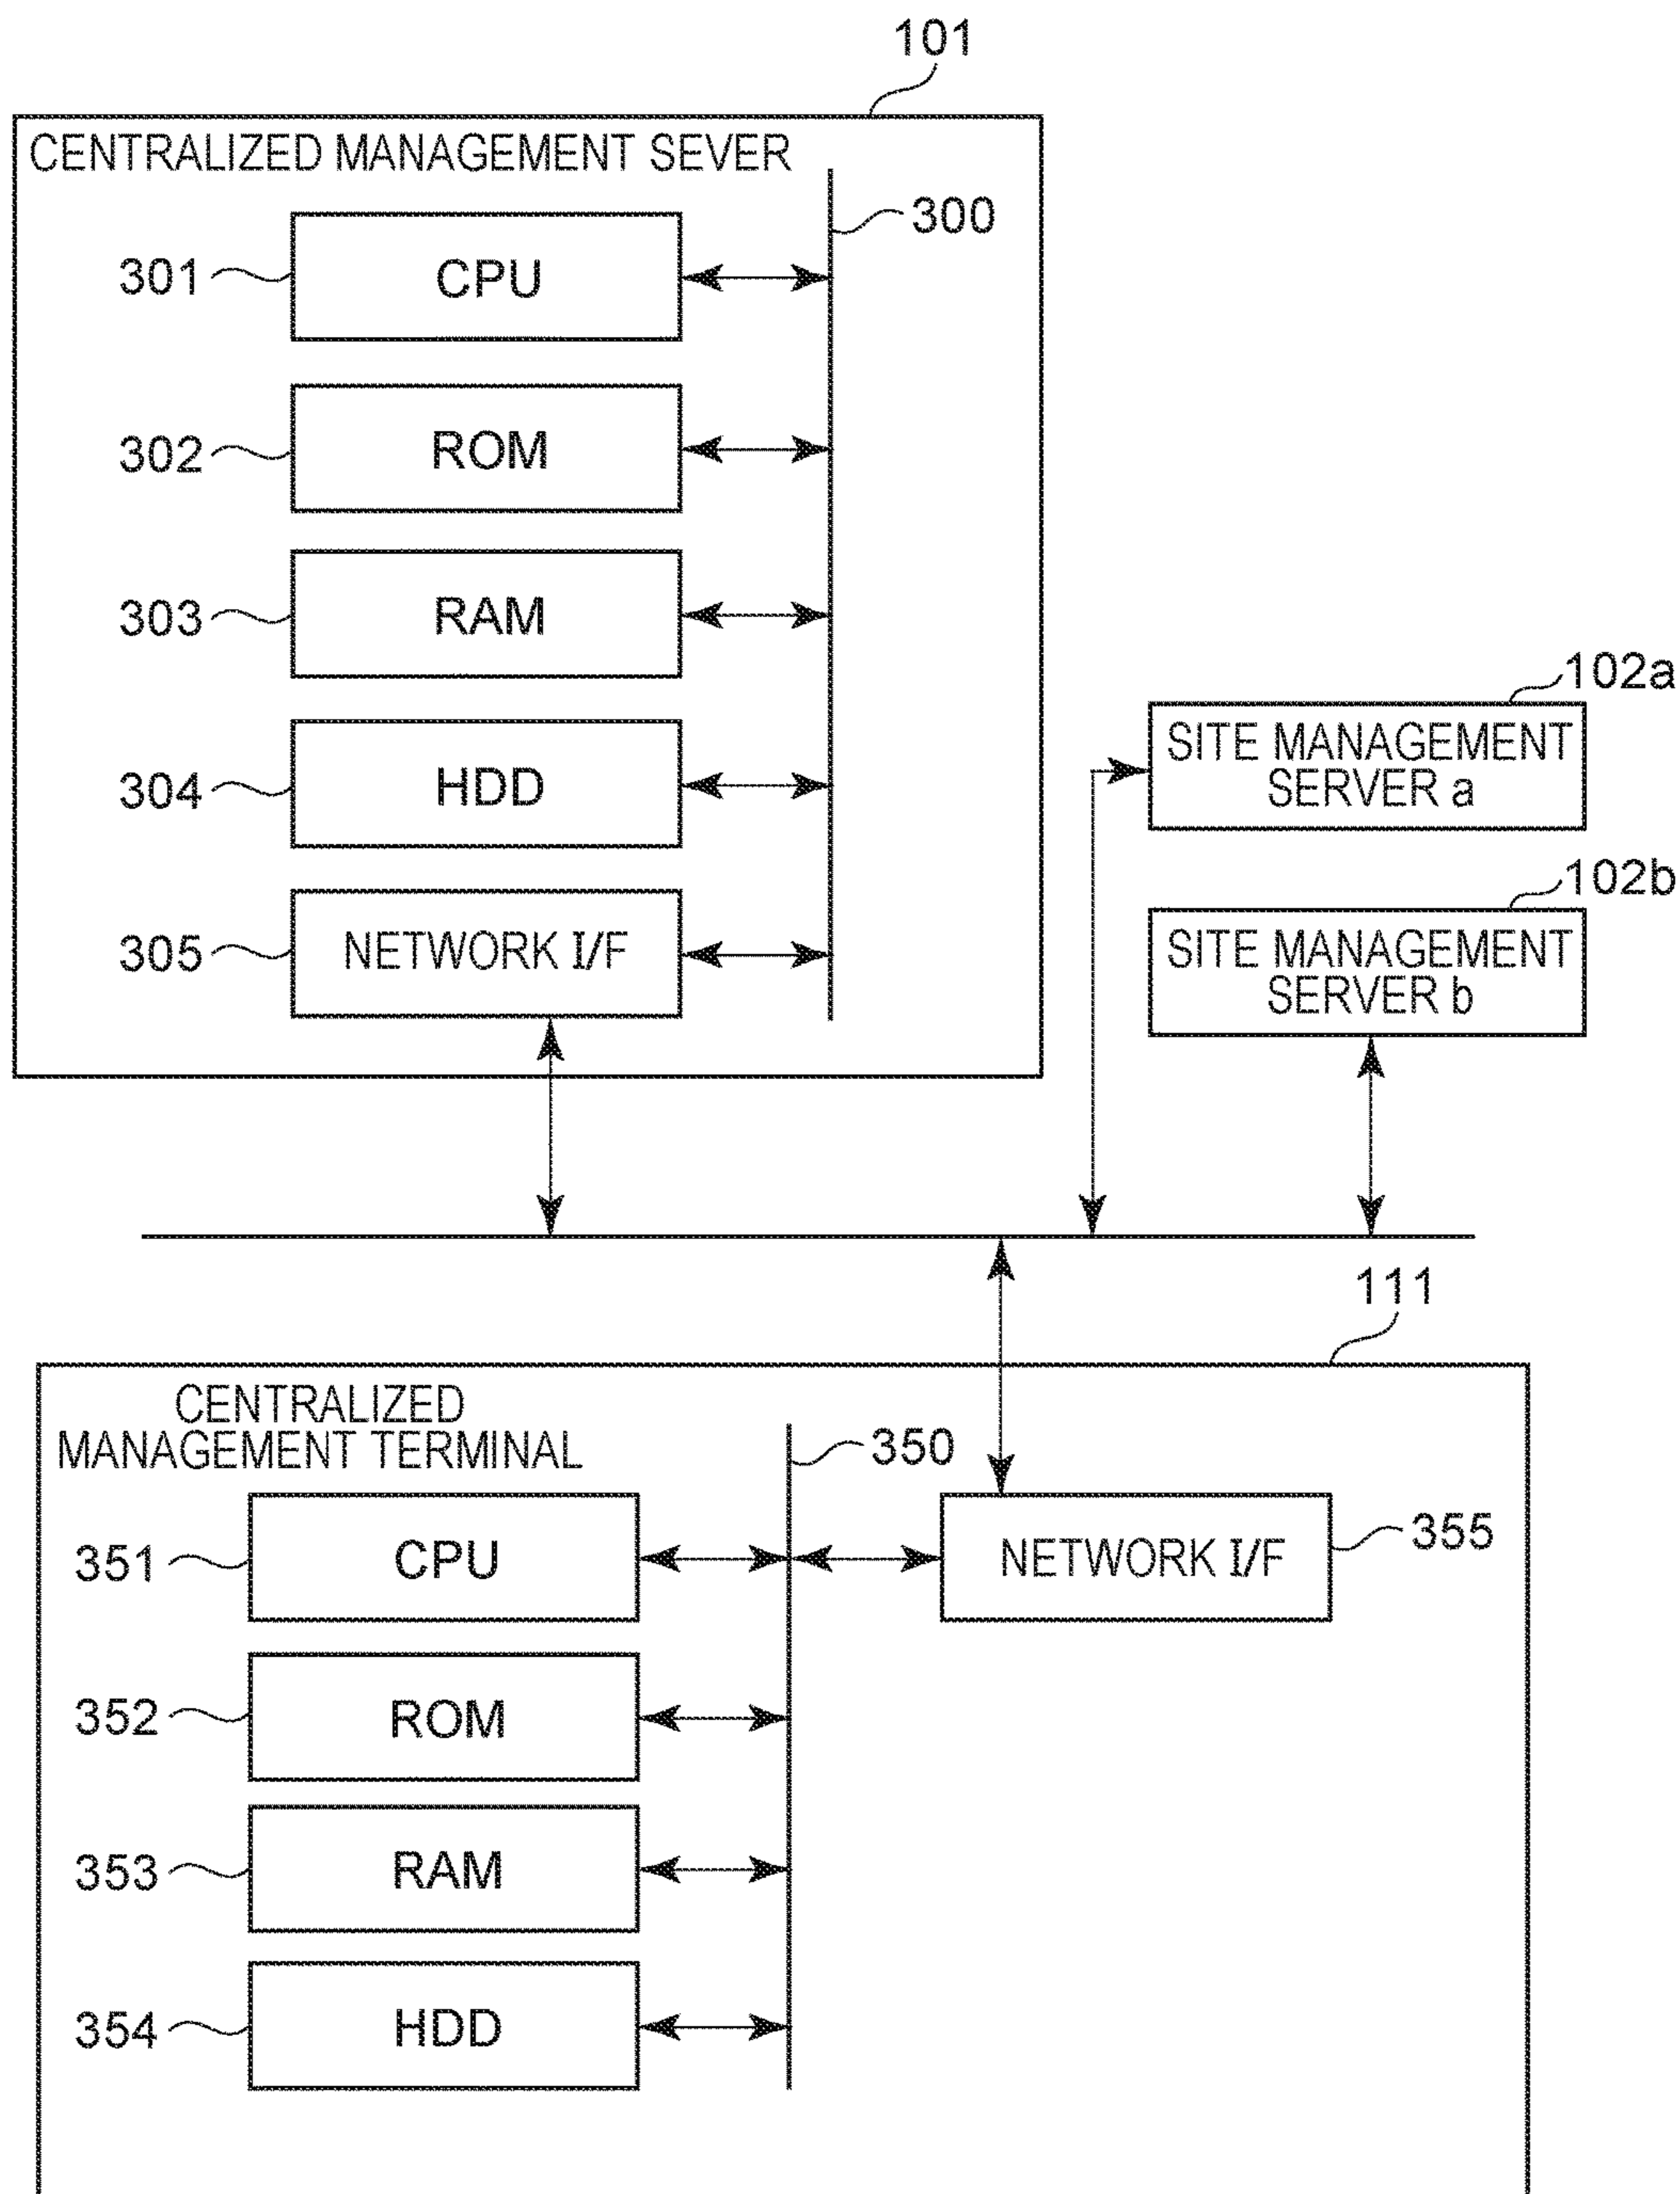 101
CENTRALIZED MANAGEMENT SEVER
300
301
CPU
302
ROM
303
RAM
304
HDD
305
NETWORK I/F
102a
SITE MANAGEMENT
SERVER a
102b
SITE MANAGEMENT
SERVER b
111
CENTRALIZED
MANAGEMENT TERMINAL
350
351
CPU
NETWORK I/F
355
352
ROM
353
RAM
354
HDD